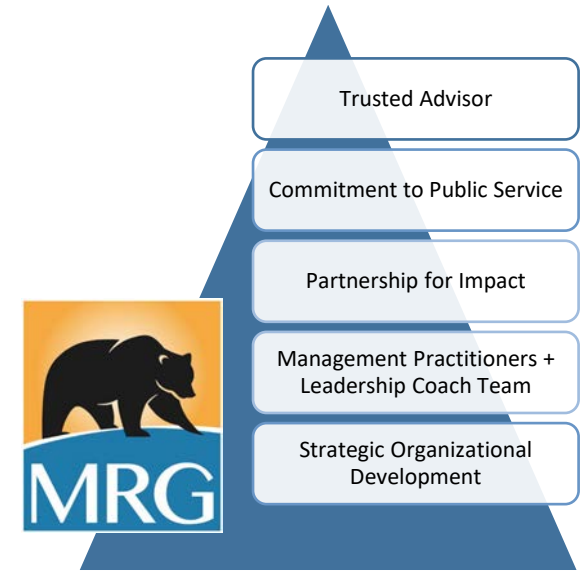 Trusted Advisor
Commitment to Public Service
Partnership for Impact
Management Practitioners +
Leadership Coach Team
Strategic Organizational
Development
MRG